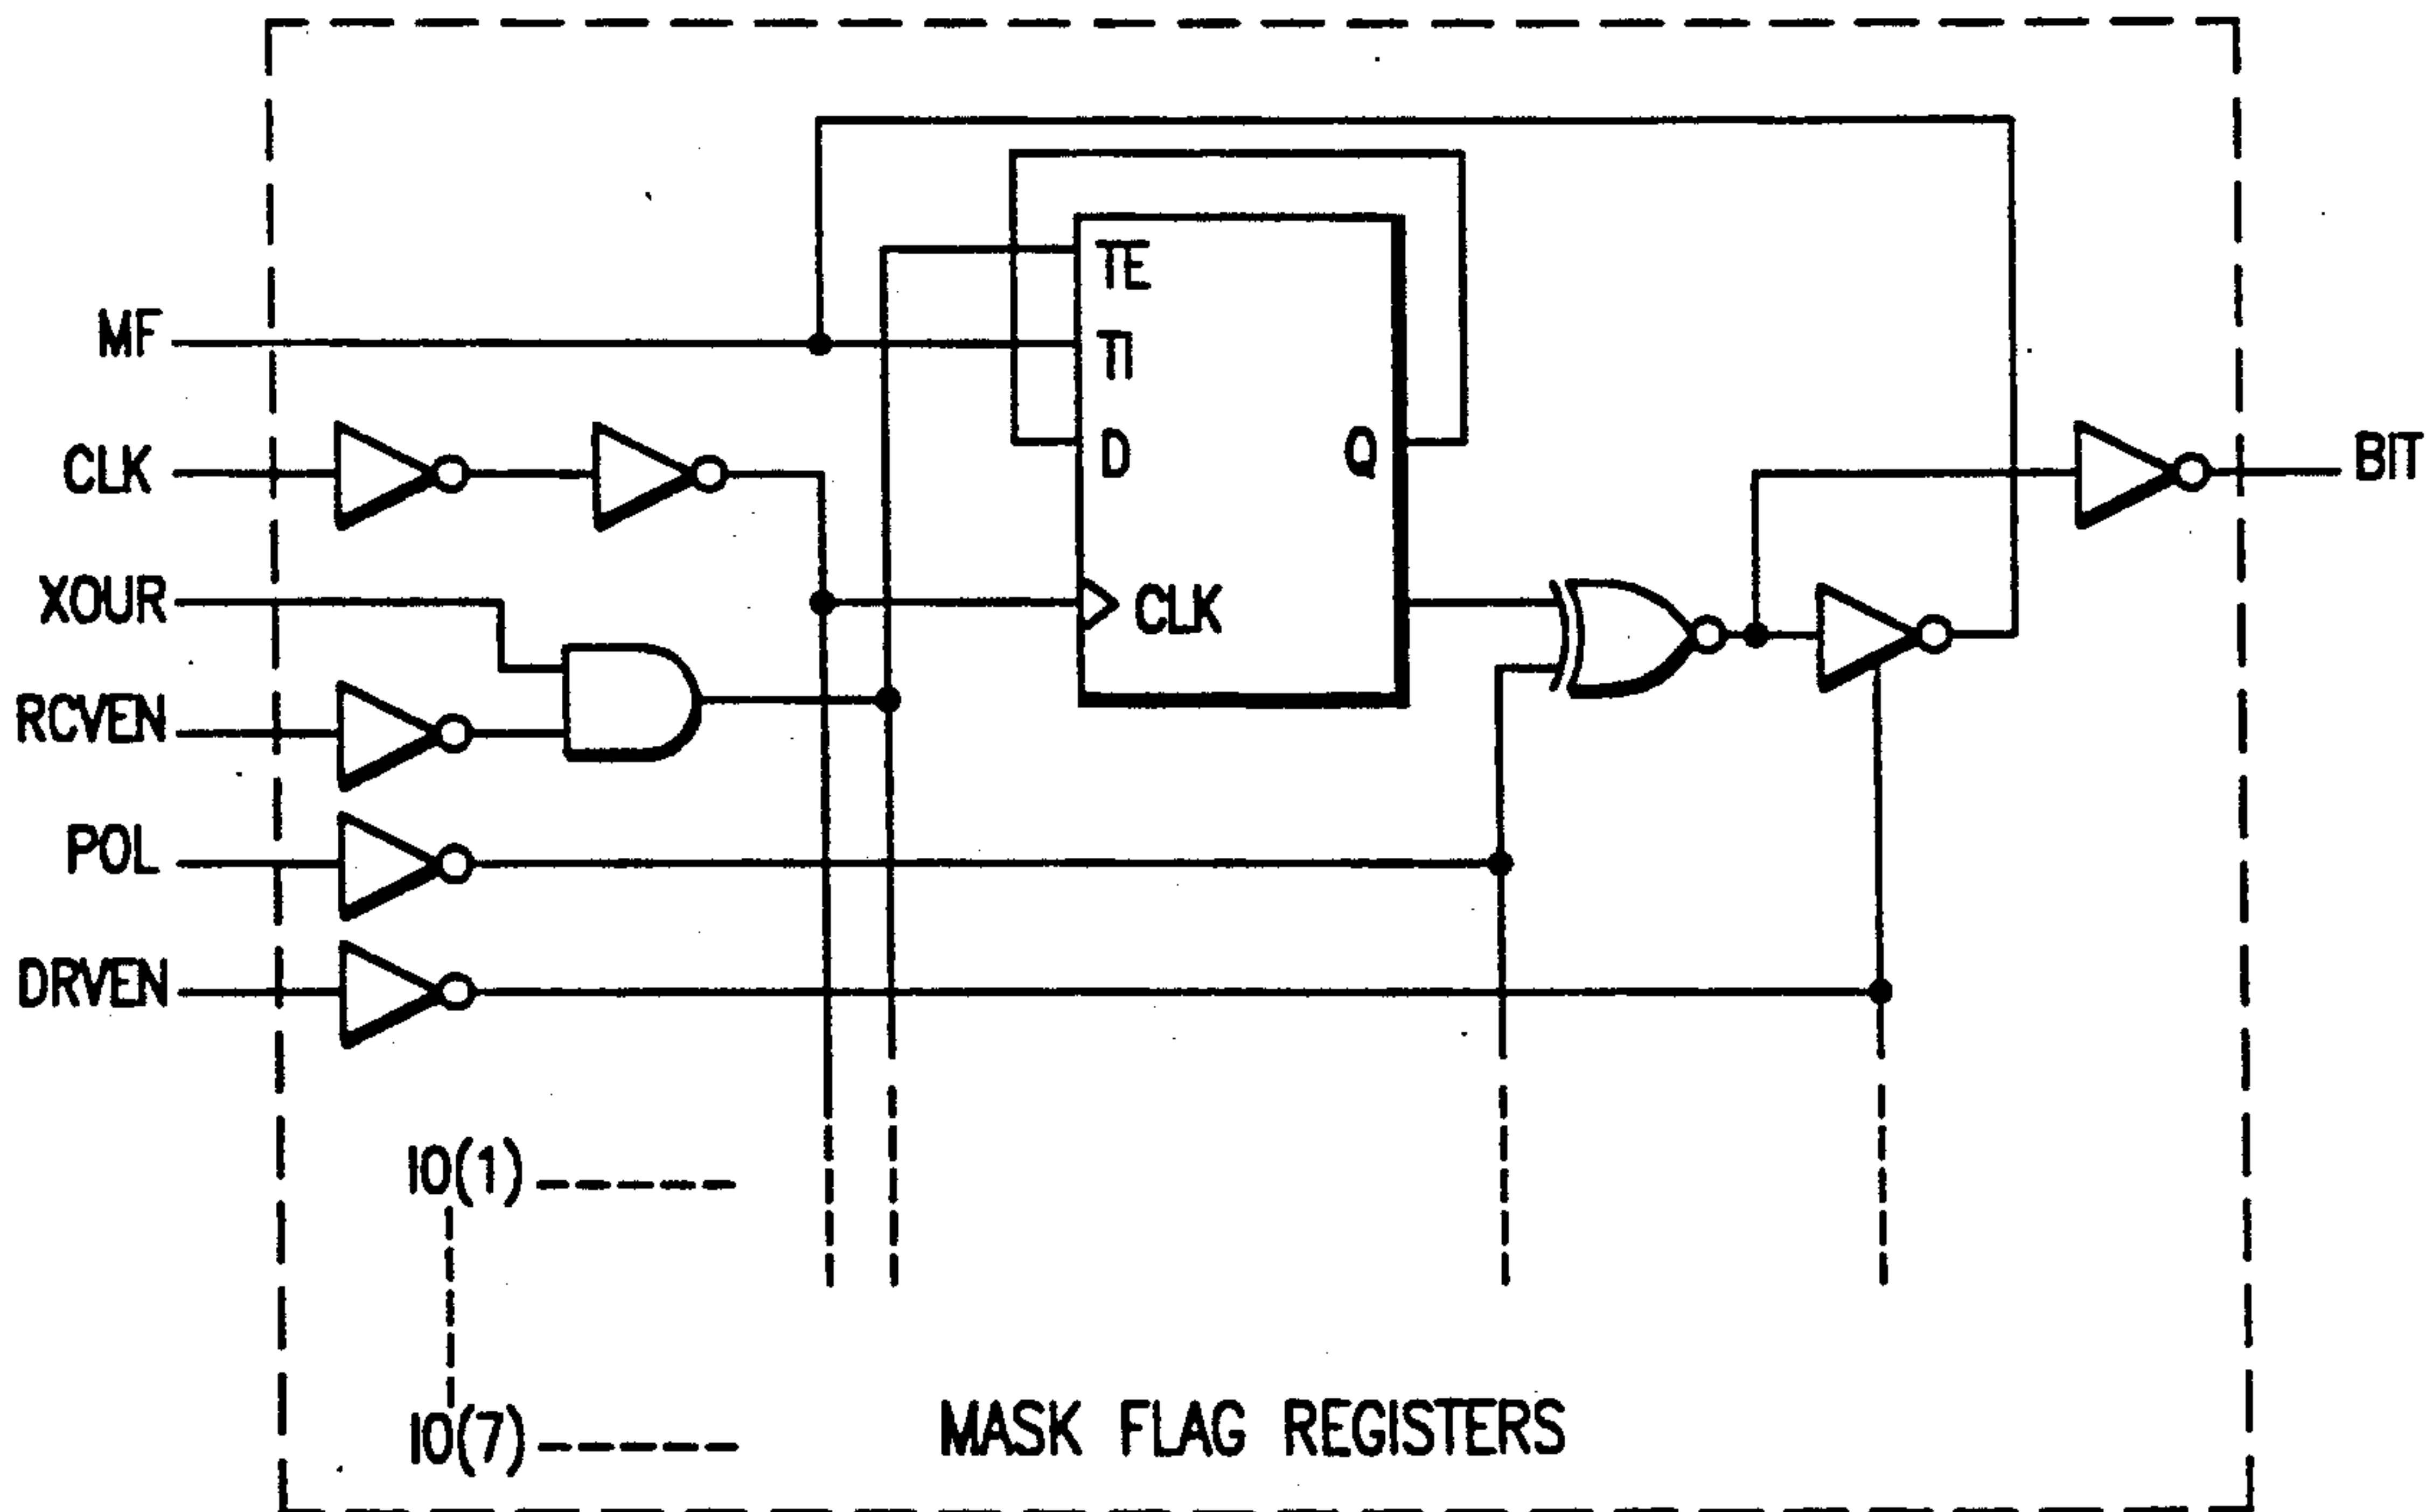 MF
CLK
XOUR
RCVEN
POL
DRVEN
TE
TI
D
Q
CLK
BIT
IO(1)
IO(7)
MASK FLAG REGISTERS